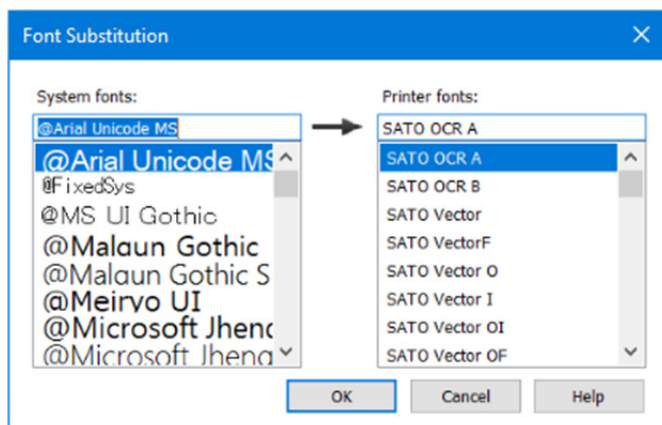 Font Substitution
System fonts:
@Arial Unicode MS
@Arial Unicode MS
@FixedSys
@MS UI Gothic
@Malgun Gothic
@Malgun Gothic S
@Meiryo UI
@Microsoft Jheng
@Microsoft Jheng
Printer fonts:
SATO OCR A
SATO OCR A
SATO OCR B
SATO Vector
SATO VectorF
SATO Vector O
SATO Vector I
SATO Vector OI
SATO Vector OF
OK
Cancel
Help